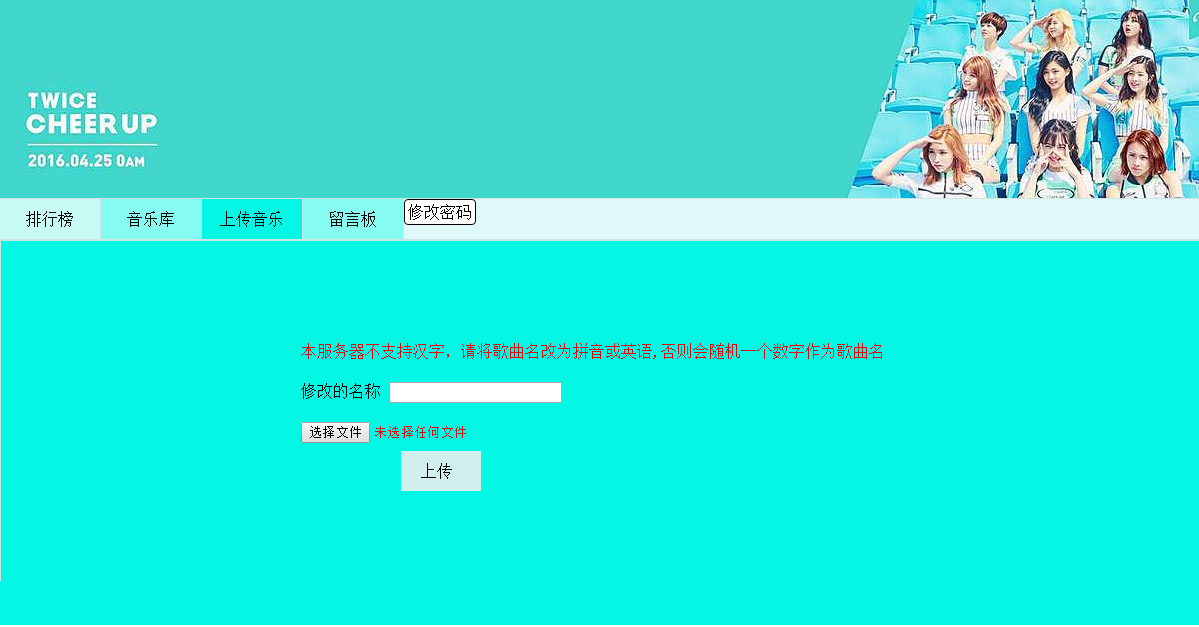 TWICE
CHEER UP
2016.04.25 0AM
排行榜 音乐库 上传音乐 留言板 修改密码
本服务器不支持汉字，请将歌曲名改为拼音或英语,否则会随机一个数字作为歌曲名
修改的名称
选择文件 未选择任何文件
上传